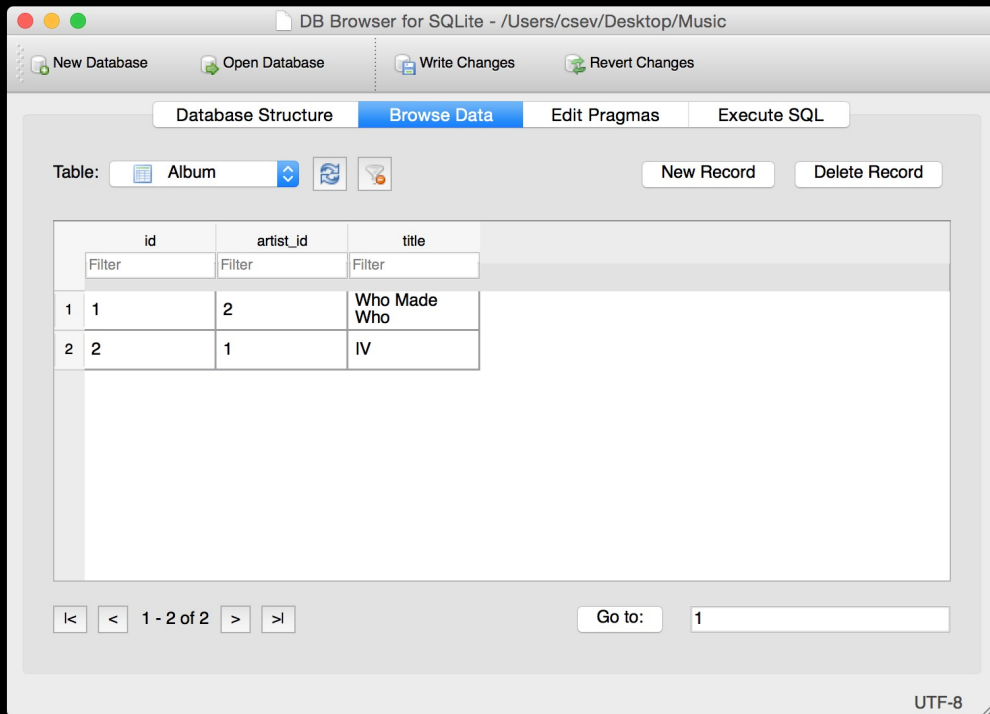 DB Browser for SQLite - /Users/csev/Desktop/Music
New Database Open Database Write Changes Revert Changes
Database Structure Browse Data Edit Pragmas Execute SQL
Table: Album New Record Delete Record
id artist_id title
Filter Filter Filter
1 1 2 Who Made
Who
2 2 1 IV
|< < 1 - 2 of 2 > >| Go to: 1
UTF-8